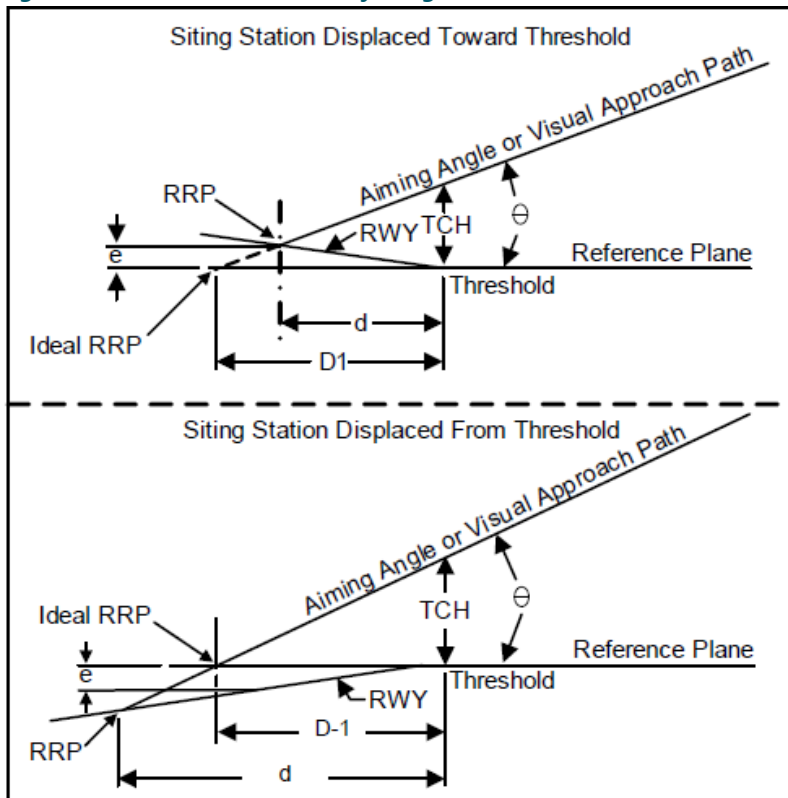 Siting Station Displaced Toward Threshold
Aiming Angle or Visual Approach Path
RRP
RWY
TCH
θ
e
Reference Plane
Threshold
Ideal RRP
d
D1
Siting Station Displaced From Threshold
Aiming Angle or Visual Approach Path
Ideal RRP
TCH
θ
Reference Plane
e
Threshold
RWY
RRP
D-1
d